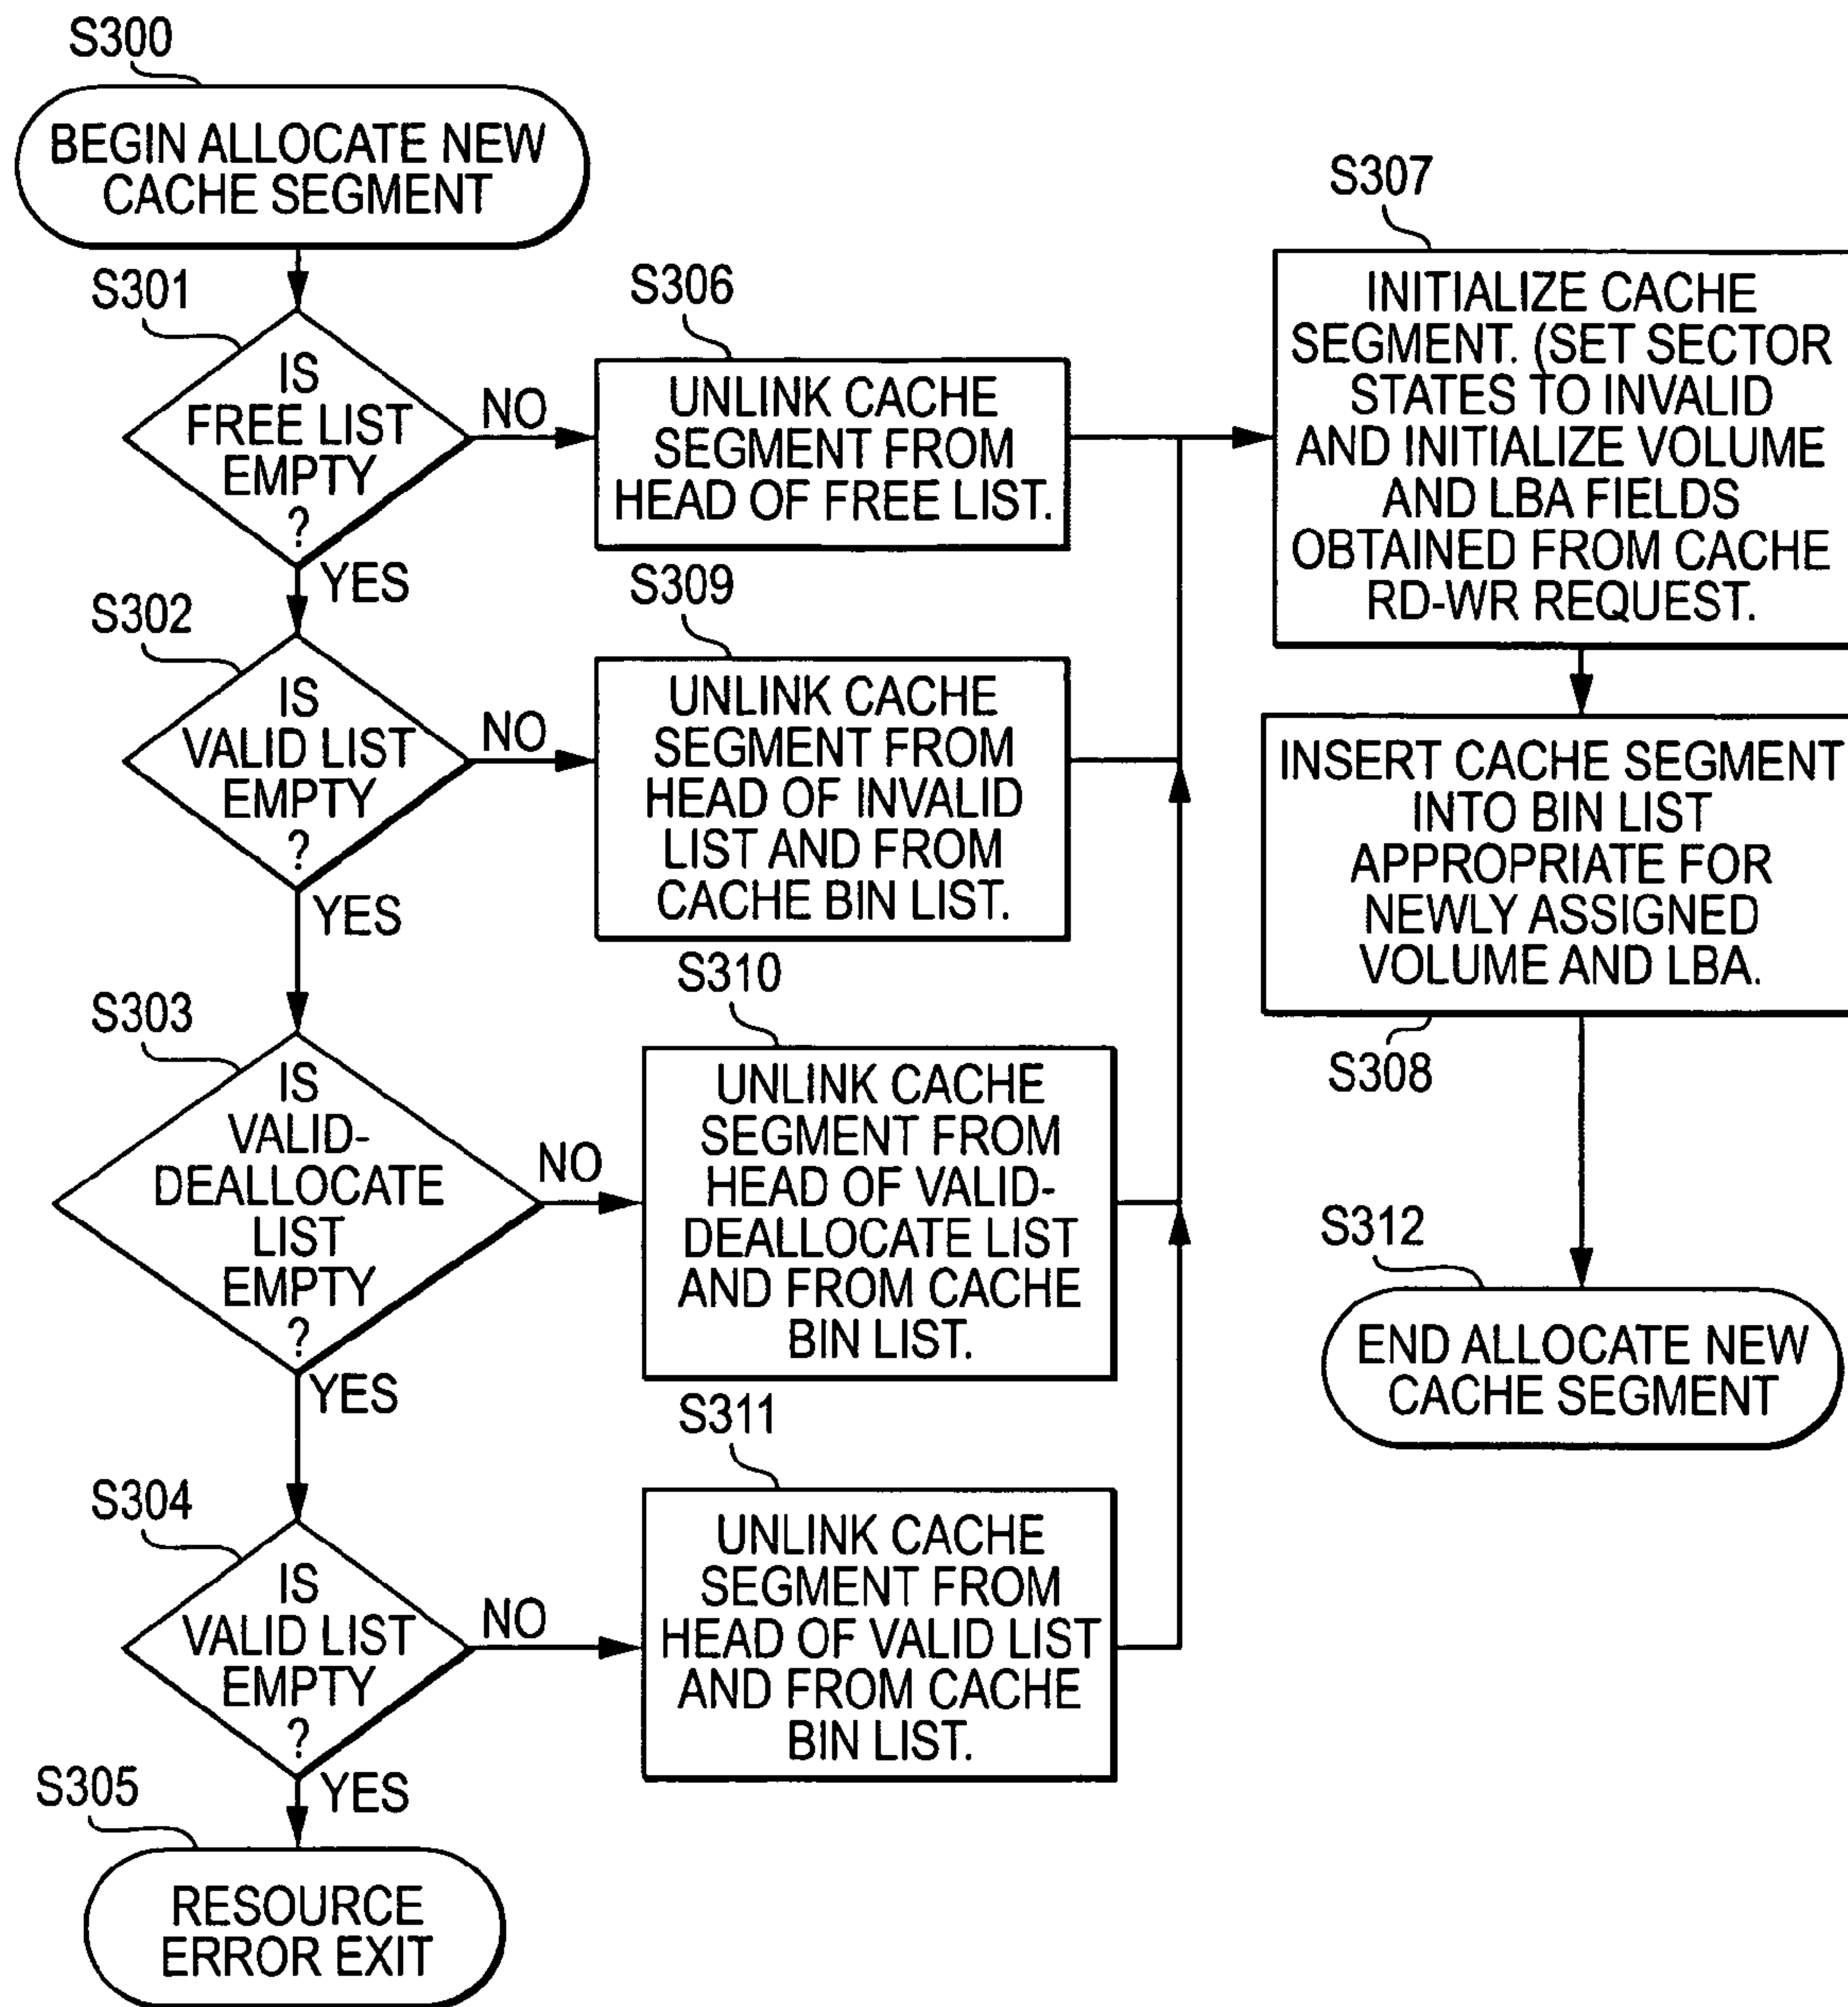 S300
BEGIN ALLOCATE NEW
CACHE SEGMENT
S301
IS
FREE LIST
EMPTY
?
NO
YES
S306
UNLINK CACHE
SEGMENT FROM
HEAD OF FREE LIST.
S302
IS
VALID LIST
EMPTY
?
NO
YES
S309
UNLINK CACHE
SEGMENT FROM
HEAD OF INVALID
LIST AND FROM
CACHE BIN LIST.
S303
IS
VALID-
DEALLOCATE
LIST
EMPTY
?
NO
YES
S310
UNLINK CACHE
SEGMENT FROM
HEAD OF VALID-
DEALLOCATE LIST
AND FROM CACHE
BIN LIST.
S304
IS
VALID LIST
EMPTY
?
NO
YES
S311
UNLINK CACHE
SEGMENT FROM
HEAD OF VALID LIST
AND FROM CACHE
BIN LIST.
S305
RESOURCE
ERROR EXIT
S307
INITIALIZE CACHE
SEGMENT. (SET SECTOR
STATES TO INVALID
AND INITIALIZE VOLUME
AND LBA FIELDS
OBTAINED FROM CACHE
RD-WR REQUEST.
INSERT CACHE SEGMENT
INTO BIN LIST
APPROPRIATE FOR
NEWLY ASSIGNED
VOLUME AND LBA.
S308
S312
END ALLOCATE NEW
CACHE SEGMENT